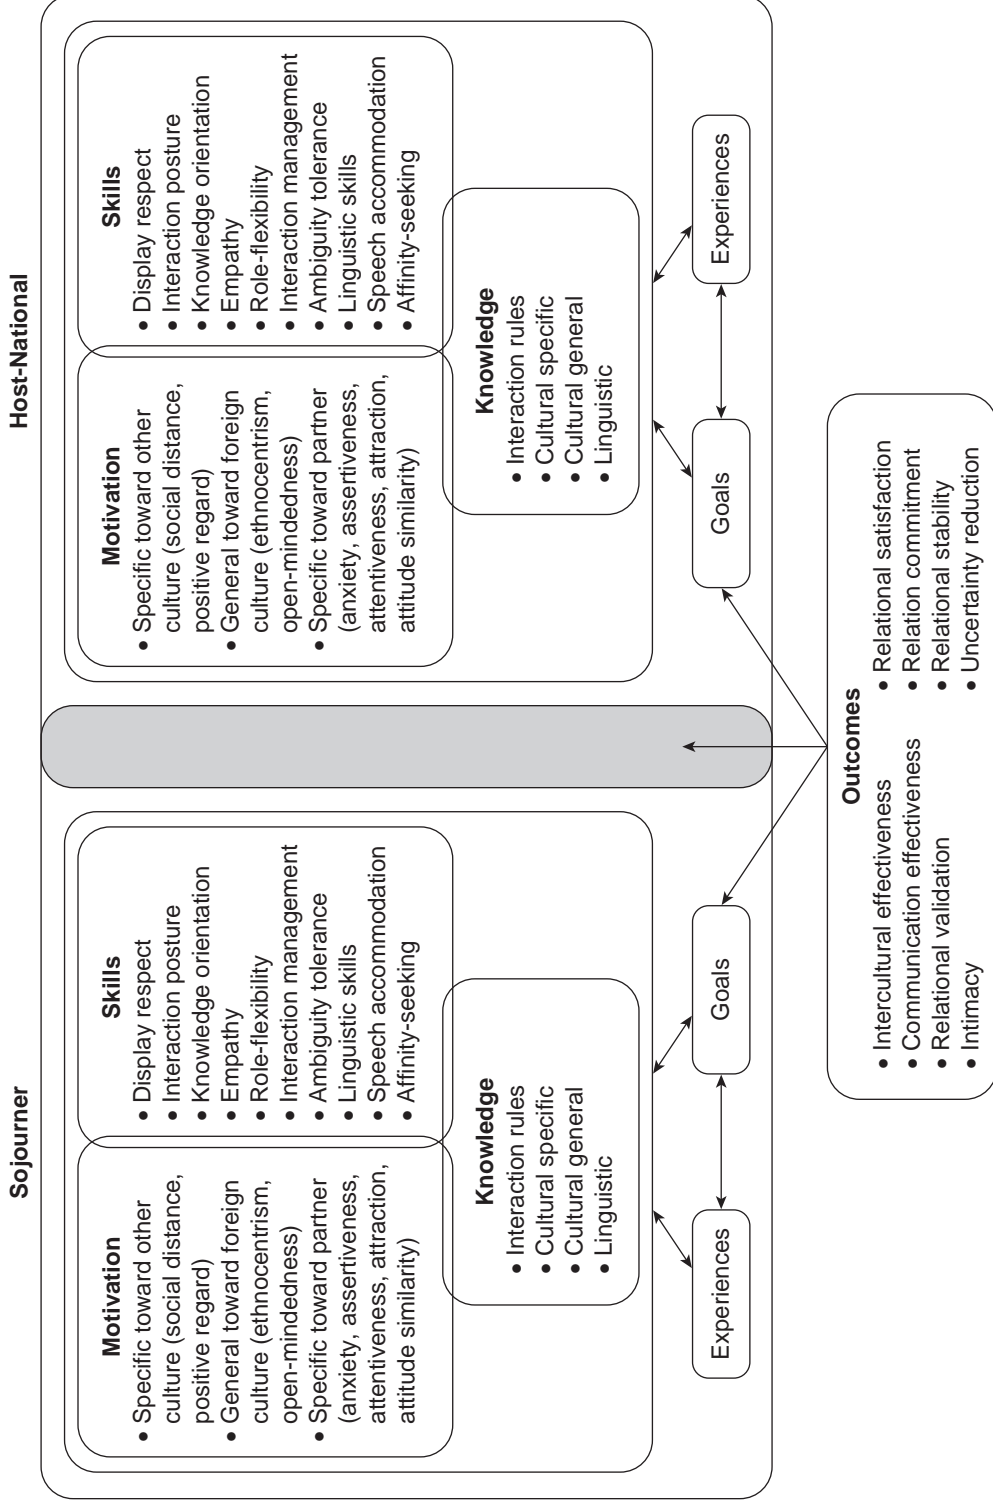 Sojourner
Motivation
• Specific toward other
culture (social distance,
positive regard)
• General toward foreign
culture (ethnocentrism,
open-mindedness)
• Specific toward partner
(anxiety, assertiveness,
attentiveness, attraction,
attitude similarity)
Skills
• Display respect
• Interaction posture
• Knowledge orientation
• Empathy
• Role-flexibility
• Interaction management
• Ambiguity tolerance
• Linguistic skills
• Speech accommodation
• Affinity-seeking
Knowledge
• Interaction rules
• Cultural specific
• Cultural general
• Linguistic
Experiences
Goals
Host-National
Motivation
• Specific toward other
culture (social distance,
positive regard)
• General toward foreign
culture (ethnocentrism,
open-mindedness)
• Specific toward partner
(anxiety, assertiveness,
attentiveness, attraction,
attitude similarity)
Skills
• Display respect
• Interaction posture
• Knowledge orientation
• Empathy
• Role-flexibility
• Interaction management
• Ambiguity tolerance
• Linguistic skills
• Speech accommodation
• Affinity-seeking
Knowledge
• Interaction rules
• Cultural specific
• Cultural general
• Linguistic
Goals
Experiences
Outcomes
• Intercultural effectiveness
• Communication effectiveness
• Relational validation
• Intimacy
• Relational satisfaction
• Relation commitment
• Relational stability
• Uncertainty reduction